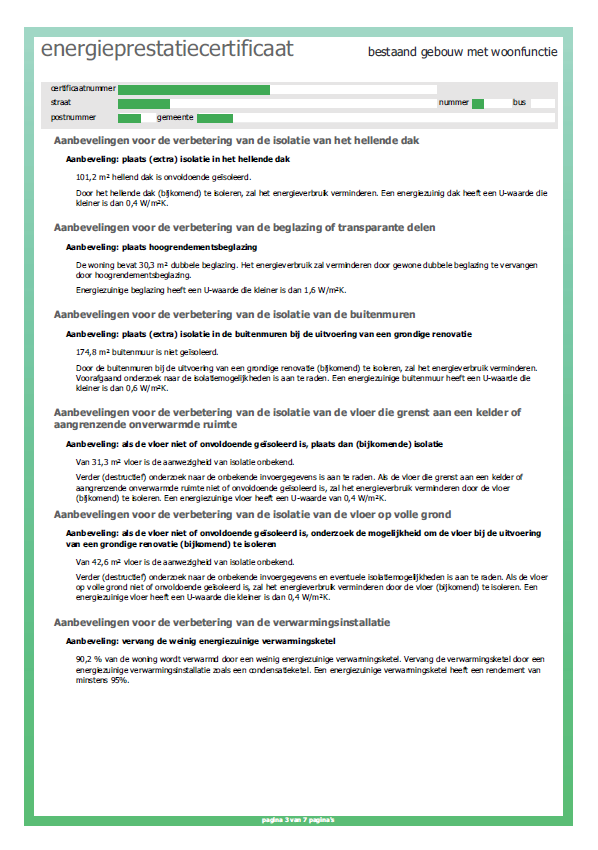 energieprestatiecertificaat
bestaand gebouw met woonfunctie
certificaatnummer
straat nummer bus
postnummer gemeente
Aanbevelingen voor de verbetering van de isolatie van het hellende dak
Aanbeveling: plaats (extra) isolatie in het hellende dak
101,2 m² hellend dak is onvoldoende geïsoleerd.
Door het hellende dak (bijkomend) te isoleren, zal het energieverbruik verminderen. Een energiezuinig dak heeft een U-waarde die
kleiner is dan 0,4 W/m²K.
Aanbevelingen voor de verbetering van de beglazing of transparante delen
Aanbeveling: plaats hoogrendementsbeglazing
De woning bevat 30,3 m² dubbele beglazing. Het energieverbruik zal verminderen door gewone dubbele beglazing te vervangen
door hoogrendementsbeglazing.
Energiezuinige beglazing heeft een U-waarde die kleiner is dan 1,6 W/m²K.
Aanbevelingen voor de verbetering van de isolatie van de buitenmuren
Aanbeveling: plaats (extra) isolatie in de buitenmuren bij de uitvoering van een grondige renovatie
174,8 m² buitenmuur is niet geïsoleerd.
Door de buitenmuren bij de uitvoering van een grondige renovatie (bijkomend) te isoleren, zal het energieverbruik verminderen.
Voorafgaand onderzoek naar de isolatiemogelijkheden is aan te raden. Een energiezuinige buitenmuur heeft een U-waarde die
kleiner is dan 0,6 W/m²K.
Aanbevelingen voor de verbetering van de isolatie van de vloer die grenst aan een kelder of
aangrenzende onverwarmde ruimte
Aanbeveling: als de vloer niet of onvoldoende geïsoleerd is, plaats dan (bijkomende) isolatie
Van 31,3 m² vloer is de aanwezigheid van isolatie onbekend.
Verder (destructief) onderzoek naar de onbekende invoergegevens is aan te raden. Als de vloer die grenst aan een kelder of
aangrenzende onverwarmde ruimte niet of onvoldoende geïsoleerd is, zal het energieverbruik verminderen door de vloer
(bijkomend) te isoleren. Een energiezuinige vloer heeft een U-waarde van 0,4 W/m²K.
Aanbevelingen voor de verbetering van de isolatie van de vloer op volle grond
Aanbeveling: als de vloer niet of onvoldoende geïsoleerd is, onderzoek de mogelijkheid om de vloer bij de uitvoering
van een grondige renovatie (bijkomend) te isoleren
Van 42,6 m² vloer is de aanwezigheid van isolatie onbekend.
Verder (destructief) onderzoek naar de onbekende invoergegevens en eventuele isolatiemogelijkheden is aan te raden. Als de vloer
op volle grond niet of onvoldoende geïsoleerd is, zal het energieverbruik verminderen door de vloer (bijkomend) te isoleren. Een
energiezuinige vloer heeft een U-waarde die kleiner is dan 0,4 W/m²K.
Aanbevelingen voor de verbetering van de verwarmingsinstallatie
Aanbeveling: vervang de weinig energiezuinige verwarmingsketel
90,2 % van de woning wordt verwarmd door een weinig energiezuinige verwarmingsketel. Vervang de verwarmingsketel door een
energiezuinige verwarmingsinstallatie zoals een condensatieketel. Een energiezuinige verwarmingsketel heeft een rendement van
minstens 95%.
pagina 3 van 7 pagina's